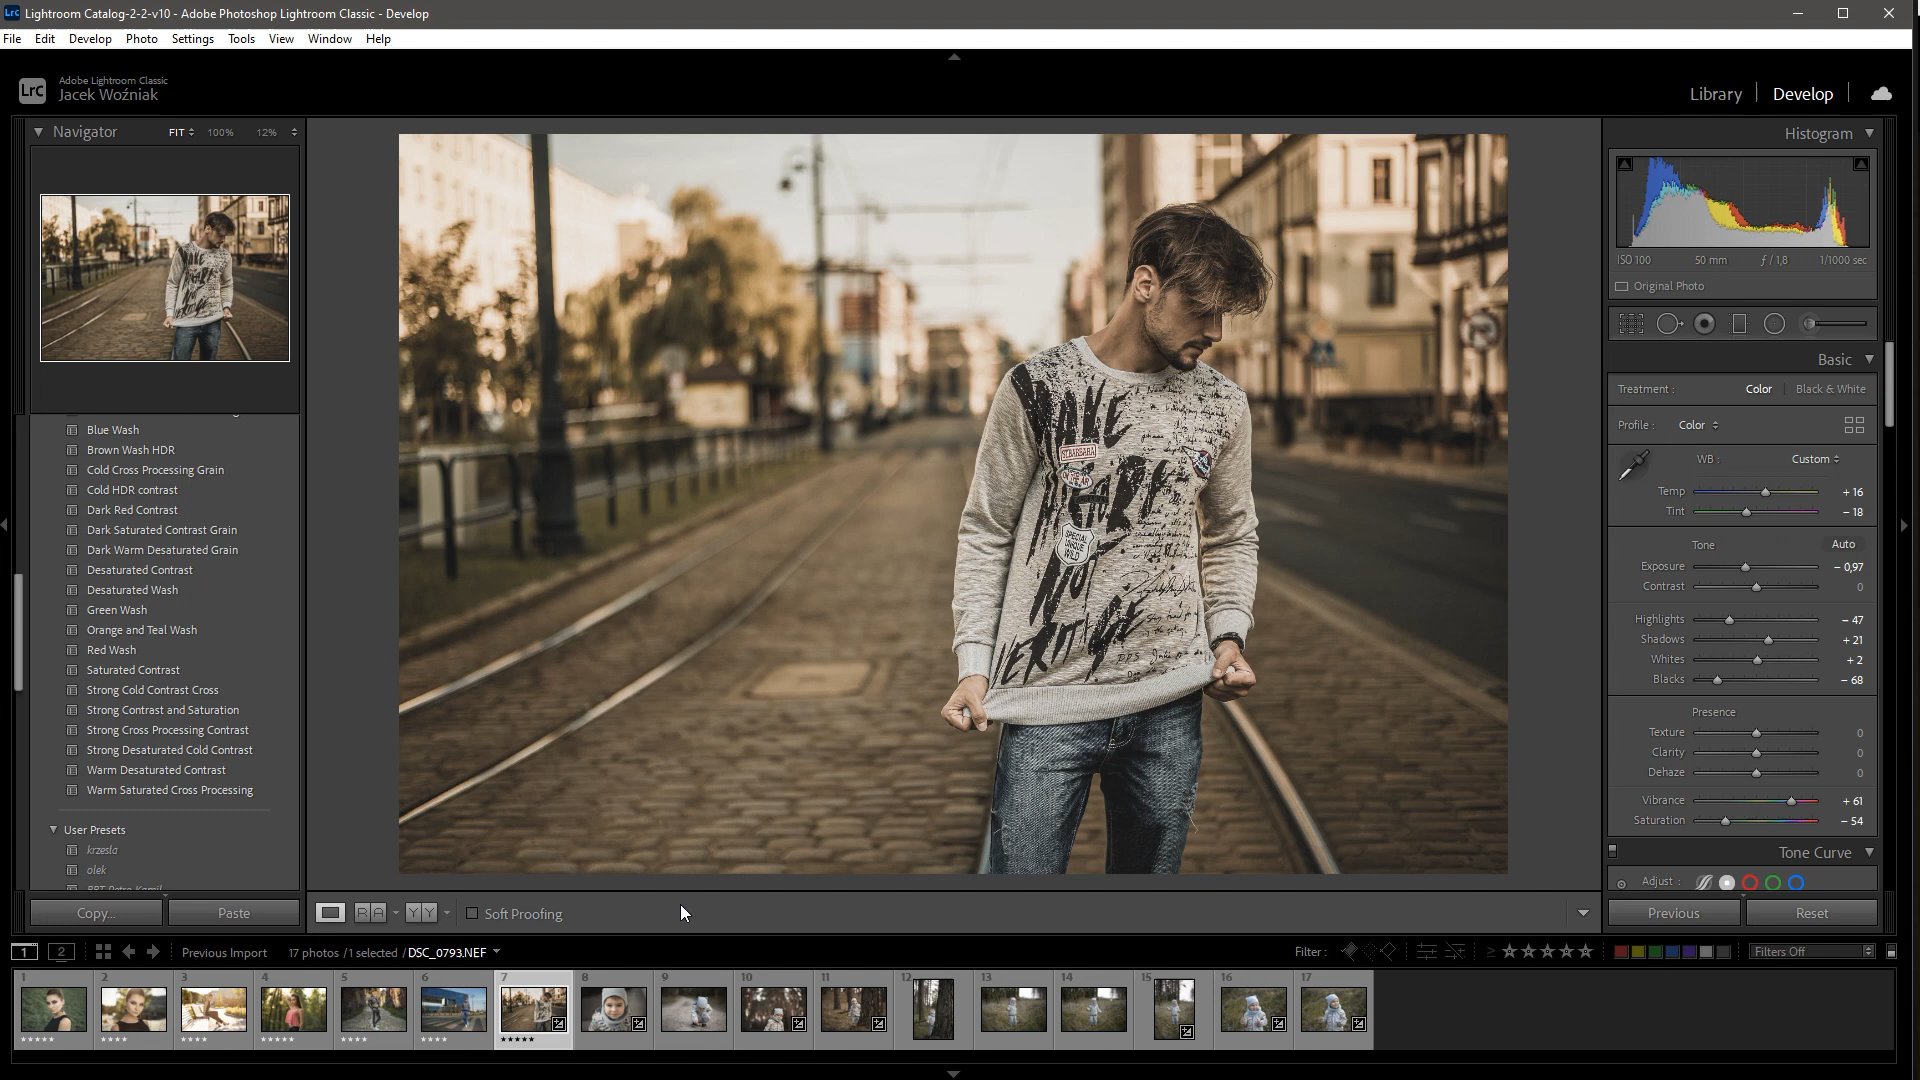 Lightroom Catalog-2-2-v10 - Adobe Photoshop Lightroom Classic - Develop
File Edit Develop Photo Settings Tools View Window Help
LrC
Adobe Lightroom Classic
Jacek Woźniak
Library Develop
Navigator FIT 100% 12%
Blue Wash
Brown Wash HDR
Cold Cross Processing Grain
Cold HDR contrast
Dark Red Contrast
Dark Saturated Contrast Grain
Dark Warm Desaturated Grain
Desaturated Contrast
Desaturated Wash
Green Wash
Orange and Teal Wash
Red Wash
Saturated Contrast
Strong Cold Contrast Cross
Strong Contrast and Saturation
Strong Cross Processing Contrast
Strong Desaturated Cold Contrast
Warm Desaturated Contrast
Warm Saturated Cross Processing
User Presets
krzesla
olek
Copy... Paste
SPECIAL
UNIQUE
WILD
NOT
Histogram
ISO 100 50 mm ƒ / 1,8 1/1000 sec
Original Photo
Basic
Treatment : Color Black & White
Profile : Color
WB : Custom
Temp + 16
Tint − 18
Tone Auto
Exposure − 0,97
Contrast 0
Highlights − 47
Shadows + 21
Whites + 2
Blacks − 68
Presence
Texture 0
Clarity 0
Dehaze 0
Vibrance + 61
Saturation − 54
Tone Curve
Adjust :
Previous Reset
R A Y Y Soft Proofing
1 2 Previous Import 17 photos / 1 selected / DSC_0793.NEF Filter : ≥ Filters Off
1 2 3 4 5 6 7 8 9 10 11 12 13 14 15 16 17